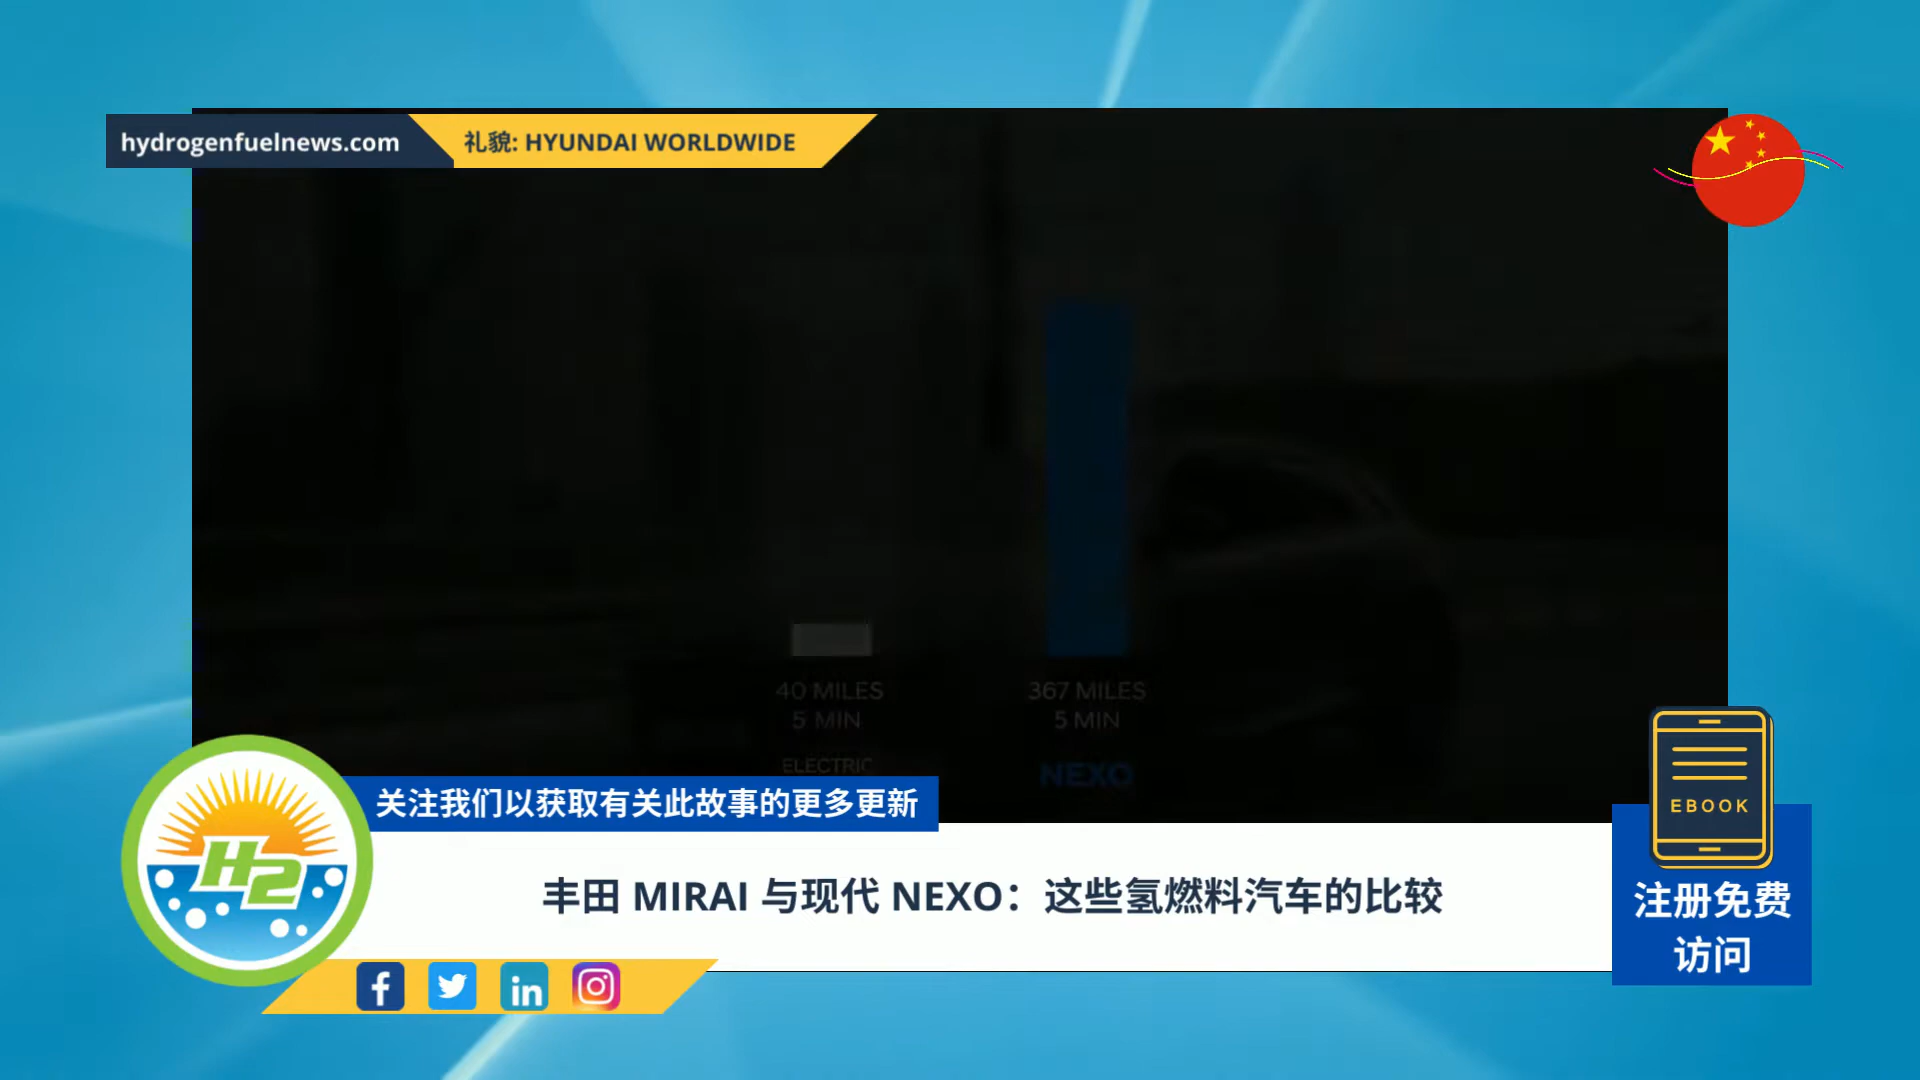 hydrogenfuelnews.com
礼貌: HYUNDAI WORLDWIDE
40 MILES
5 MIN
ELECTRIC
367 MILES
5 MIN
NEXO
关注我们以获取有关此故事的更多更新
H2
丰田 MIRAI 与现代 NEXO：这些氢燃料汽车的比较
EBOOK
注册免费
访问